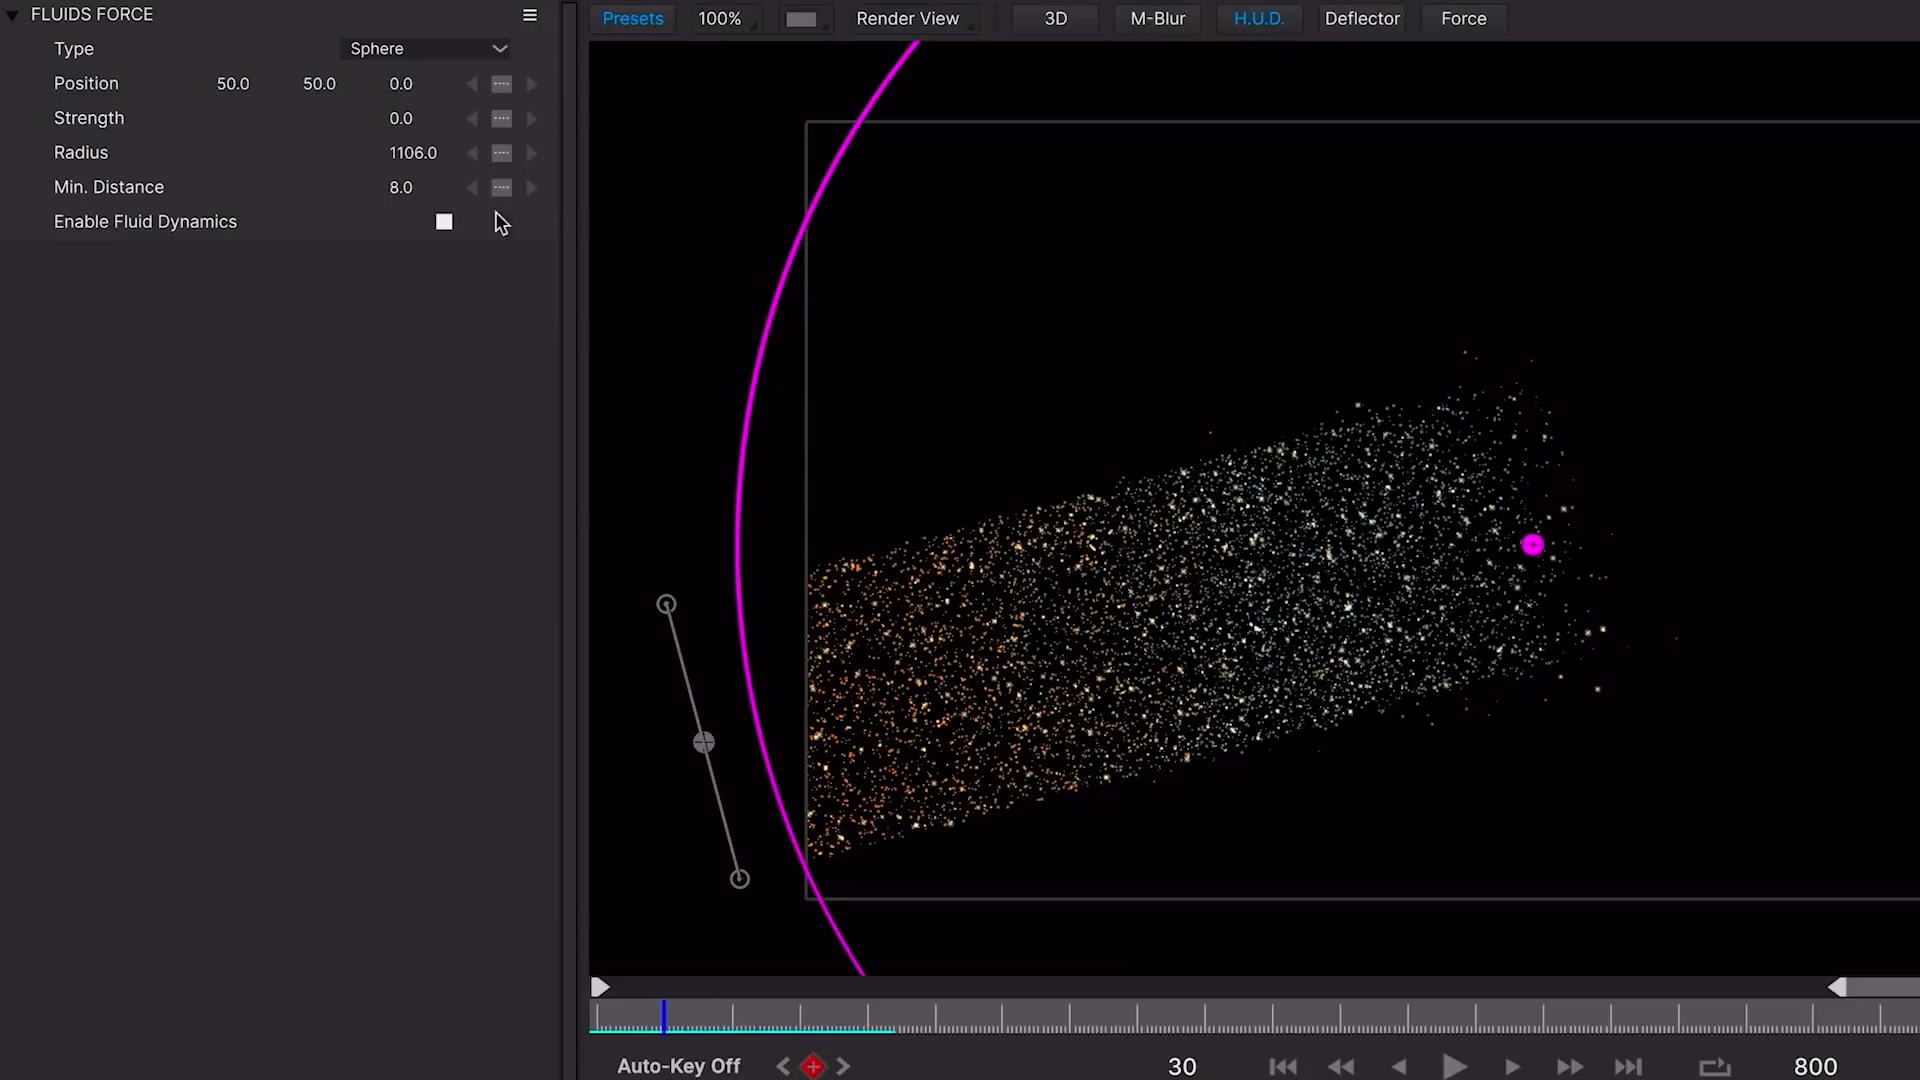 FLUIDS FORCE
Type Sphere
Position 50.0 50.0 0.0
Strength 0.0
Radius 1106.0
Min. Distance 8.0
Enable Fluid Dynamics
Presets 100% Render View 3D M-Blur H.U.D. Deflector Force
Auto-Key Off 30 800